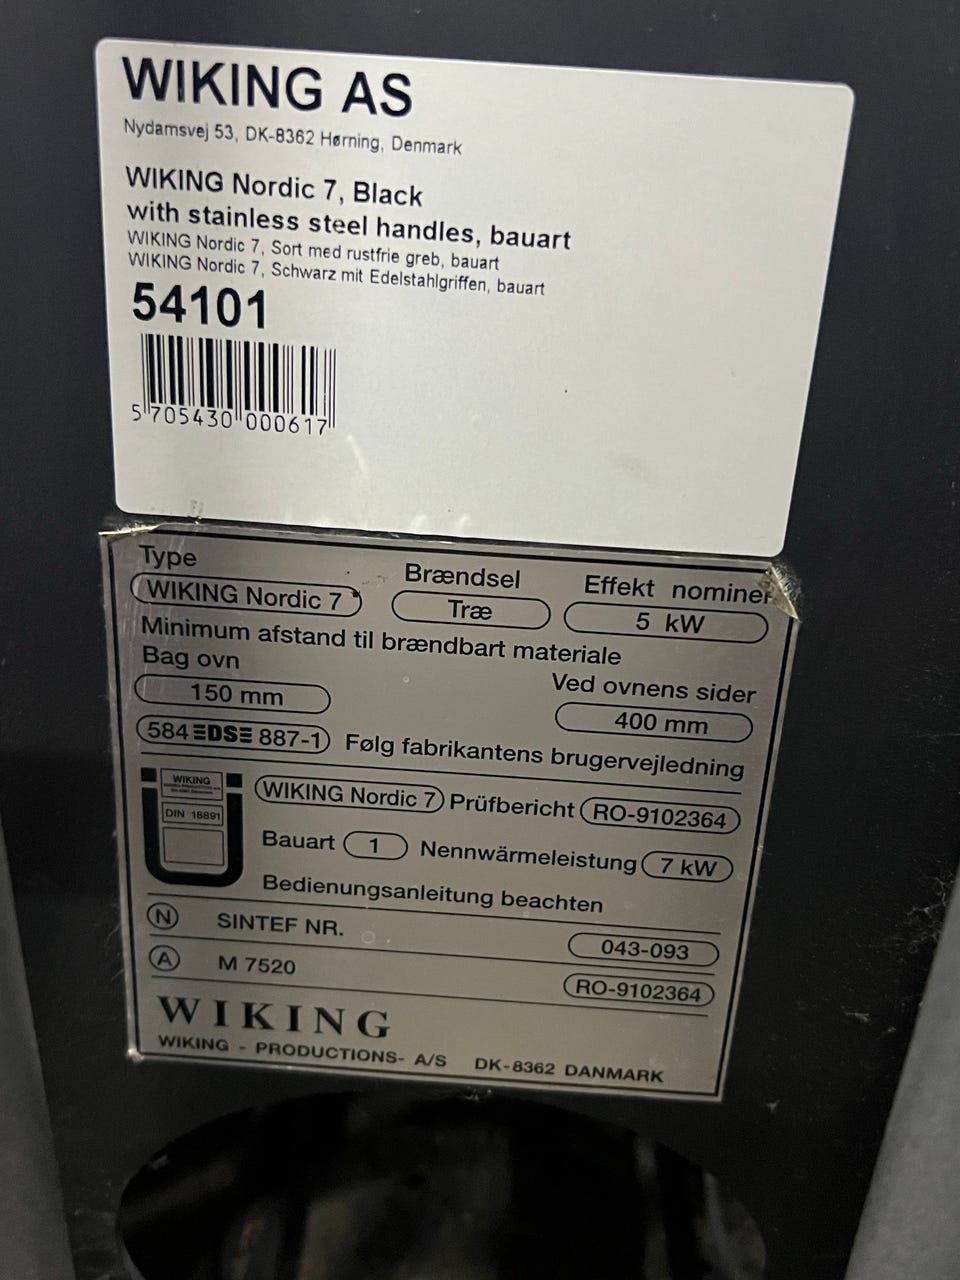 WIKING AS
Nydamsvej 53, DK-8362 Hørning, Denmark
WIKING Nordic 7, Black
with stainless steel handles, bauart
WIKING Nordic 7, Sort med rustfrie greb, bauart
WIKING Nordic 7, Schwarz mit Edelstahlgriffen, bauart
54101
5 705430 000617
Type Brændsel Effekt nominel
WIKING Nordic 7 Træ 5 kW
Minimum afstand til brændbart materiale
Bag ovn Ved ovnens sider
150 mm 400 mm
584 DS 887-1 Følg fabrikantens brugervejledning
WIKING
DIN 18891
WIKING Nordic 7 Prüfbericht RO-9102364
Bauart 1 Nennwärmeleistung 7 kW
Bedienungsanleitung beachten
N SINTEF NR. 043-093
A M 7520 RO-9102364
WIKING
WIKING - PRODUCTIONS- A/S DK-8362 DANMARK